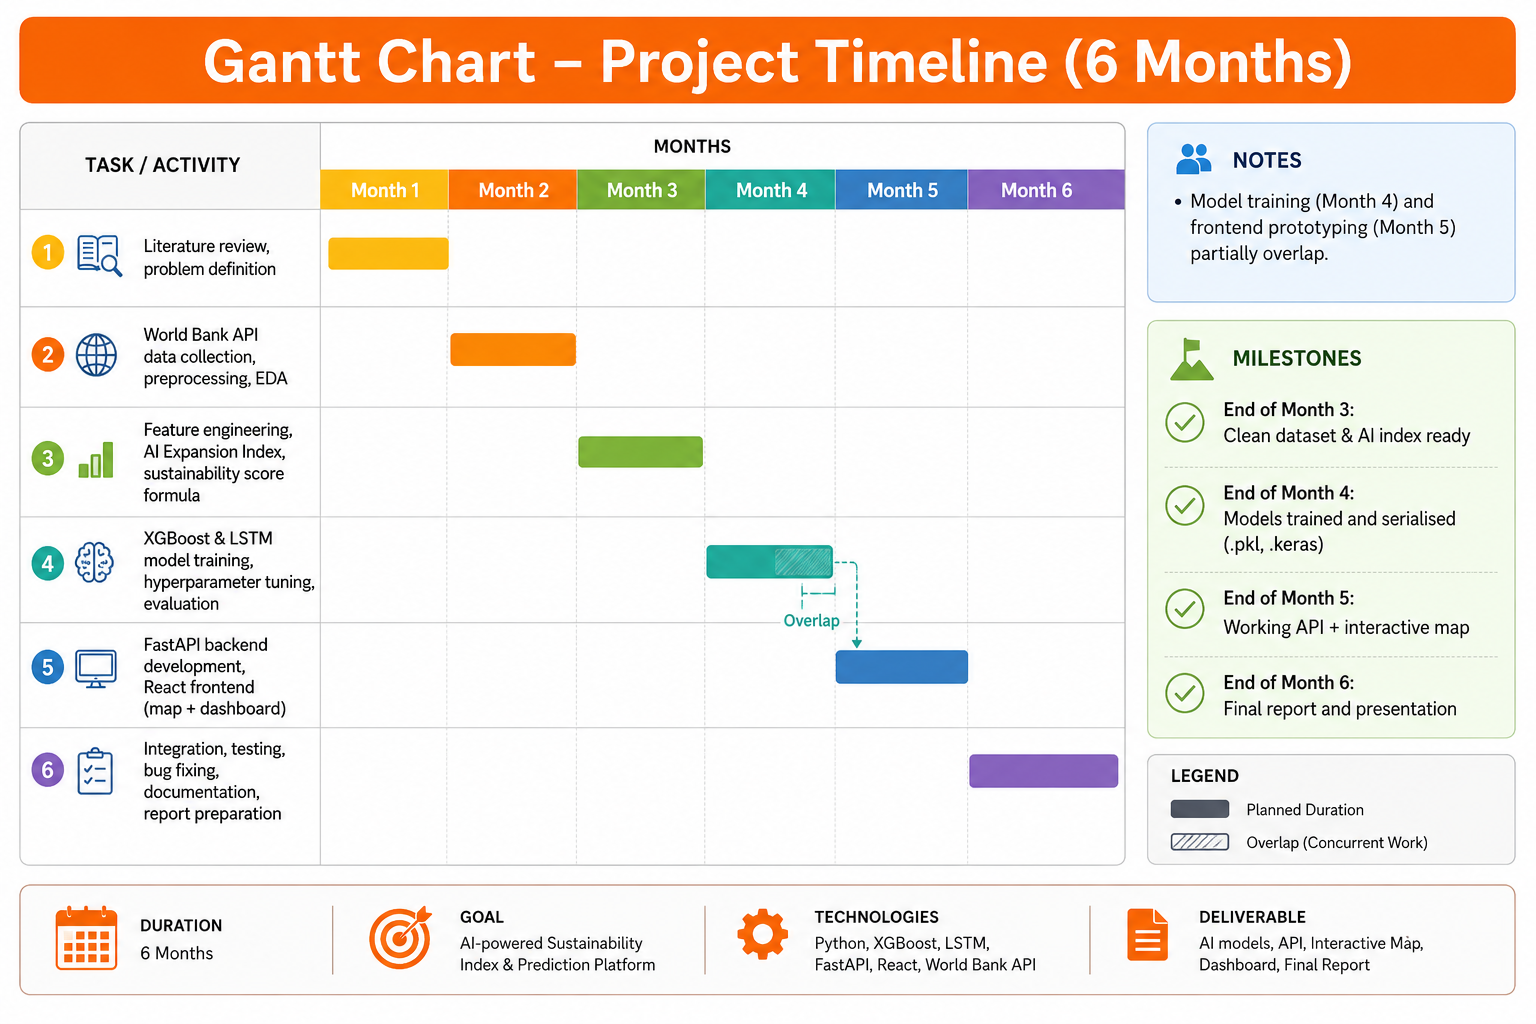 Gantt Chart – Project Timeline (6 Months)
TASK / ACTIVITY
MONTHS
Month 1
Month 2
Month 3
Month 4
Month 5
Month 6
1
Literature review,
problem definition
2
World Bank API
data collection,
preprocessing, EDA
3
Feature engineering,
AI Expansion Index,
sustainability score
formula
4
XGBoost & LSTM
model training,
hyperparameter tuning,
evaluation
Overlap
5
FastAPI backend
development,
React frontend
(map + dashboard)
6
Integration, testing,
bug fixing,
documentation,
report preparation
NOTES
• Model training (Month 4) and
frontend prototyping (Month 5)
partially overlap.
MILESTONES
End of Month 3:
Clean dataset & AI index ready
End of Month 4:
Models trained and serialised
(.pkl, .keras)
End of Month 5:
Working API + interactive map
End of Month 6:
Final report and presentation
LEGEND
Planned Duration
Overlap (Concurrent Work)
DURATION
6 Months
GOAL
AI-powered Sustainability
Index & Prediction Platform
TECHNOLOGIES
Python, XGBoost, LSTM,
FastAPI, React, World Bank API
DELIVERABLE
AI models, API, Interactive Map,
Dashboard, Final Report